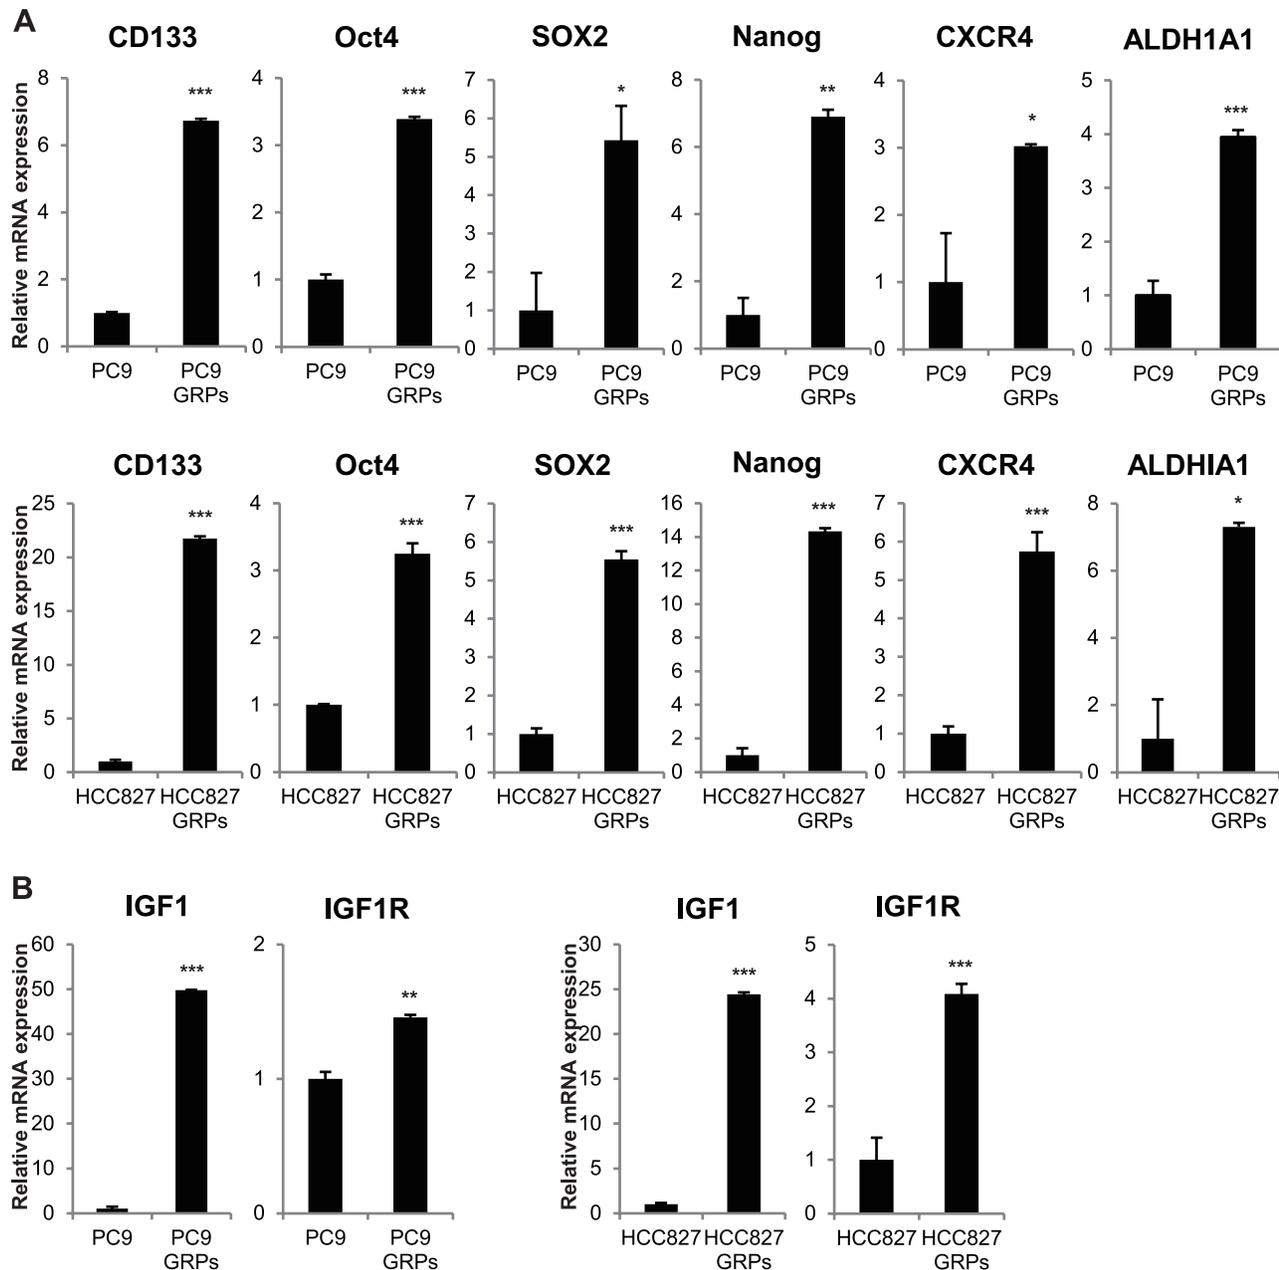 A
CD133 Oct4 SOX2 Nanog CXCR4 ALDH1A1
Relative mRNA expression
8 6 4 2 0
*** 
PC9 PC9 GRPs
4 3 2 1 0
***
PC9 PC9 GRPs
7 6 5 4 3 2 1 0
*
PC9 PC9 GRPs
8 6 4 2 0
**
PC9 PC9 GRPs
4 3 2 1 0
*
PC9 PC9 GRPs
5 4 3 2 1 0
***
PC9 PC9 GRPs
CD133 Oct4 SOX2 Nanog CXCR4 ALDHIA1
Relative mRNA expression
25 20 15 10 5 0
***
HCC827 HCC827 GRPs
4 3 2 1 0
***
HCC827 HCC827 GRPs
7 6 5 4 3 2 1 0
***
HCC827 HCC827 GRPs
16 14 12 10 8 6 4 2 0
***
HCC827 HCC827 GRPs
7 6 5 4 3 2 1 0
***
HCC827 HCC827 GRPs
8 6 4 2 0
*
HCC827 HCC827 GRPs
B
IGF1 IGF1R IGF1 IGF1R
Relative mRNA expression
60 50 40 30 20 10 0
***
PC9 PC9 GRPs
2 1 0
**
PC9 PC9 GRPs
Relative mRNA expression
30 25 20 15 10 5 0
***
HCC827 HCC827 GRPs
5 4 3 2 1 0
***
HCC827 HCC827 GRPs